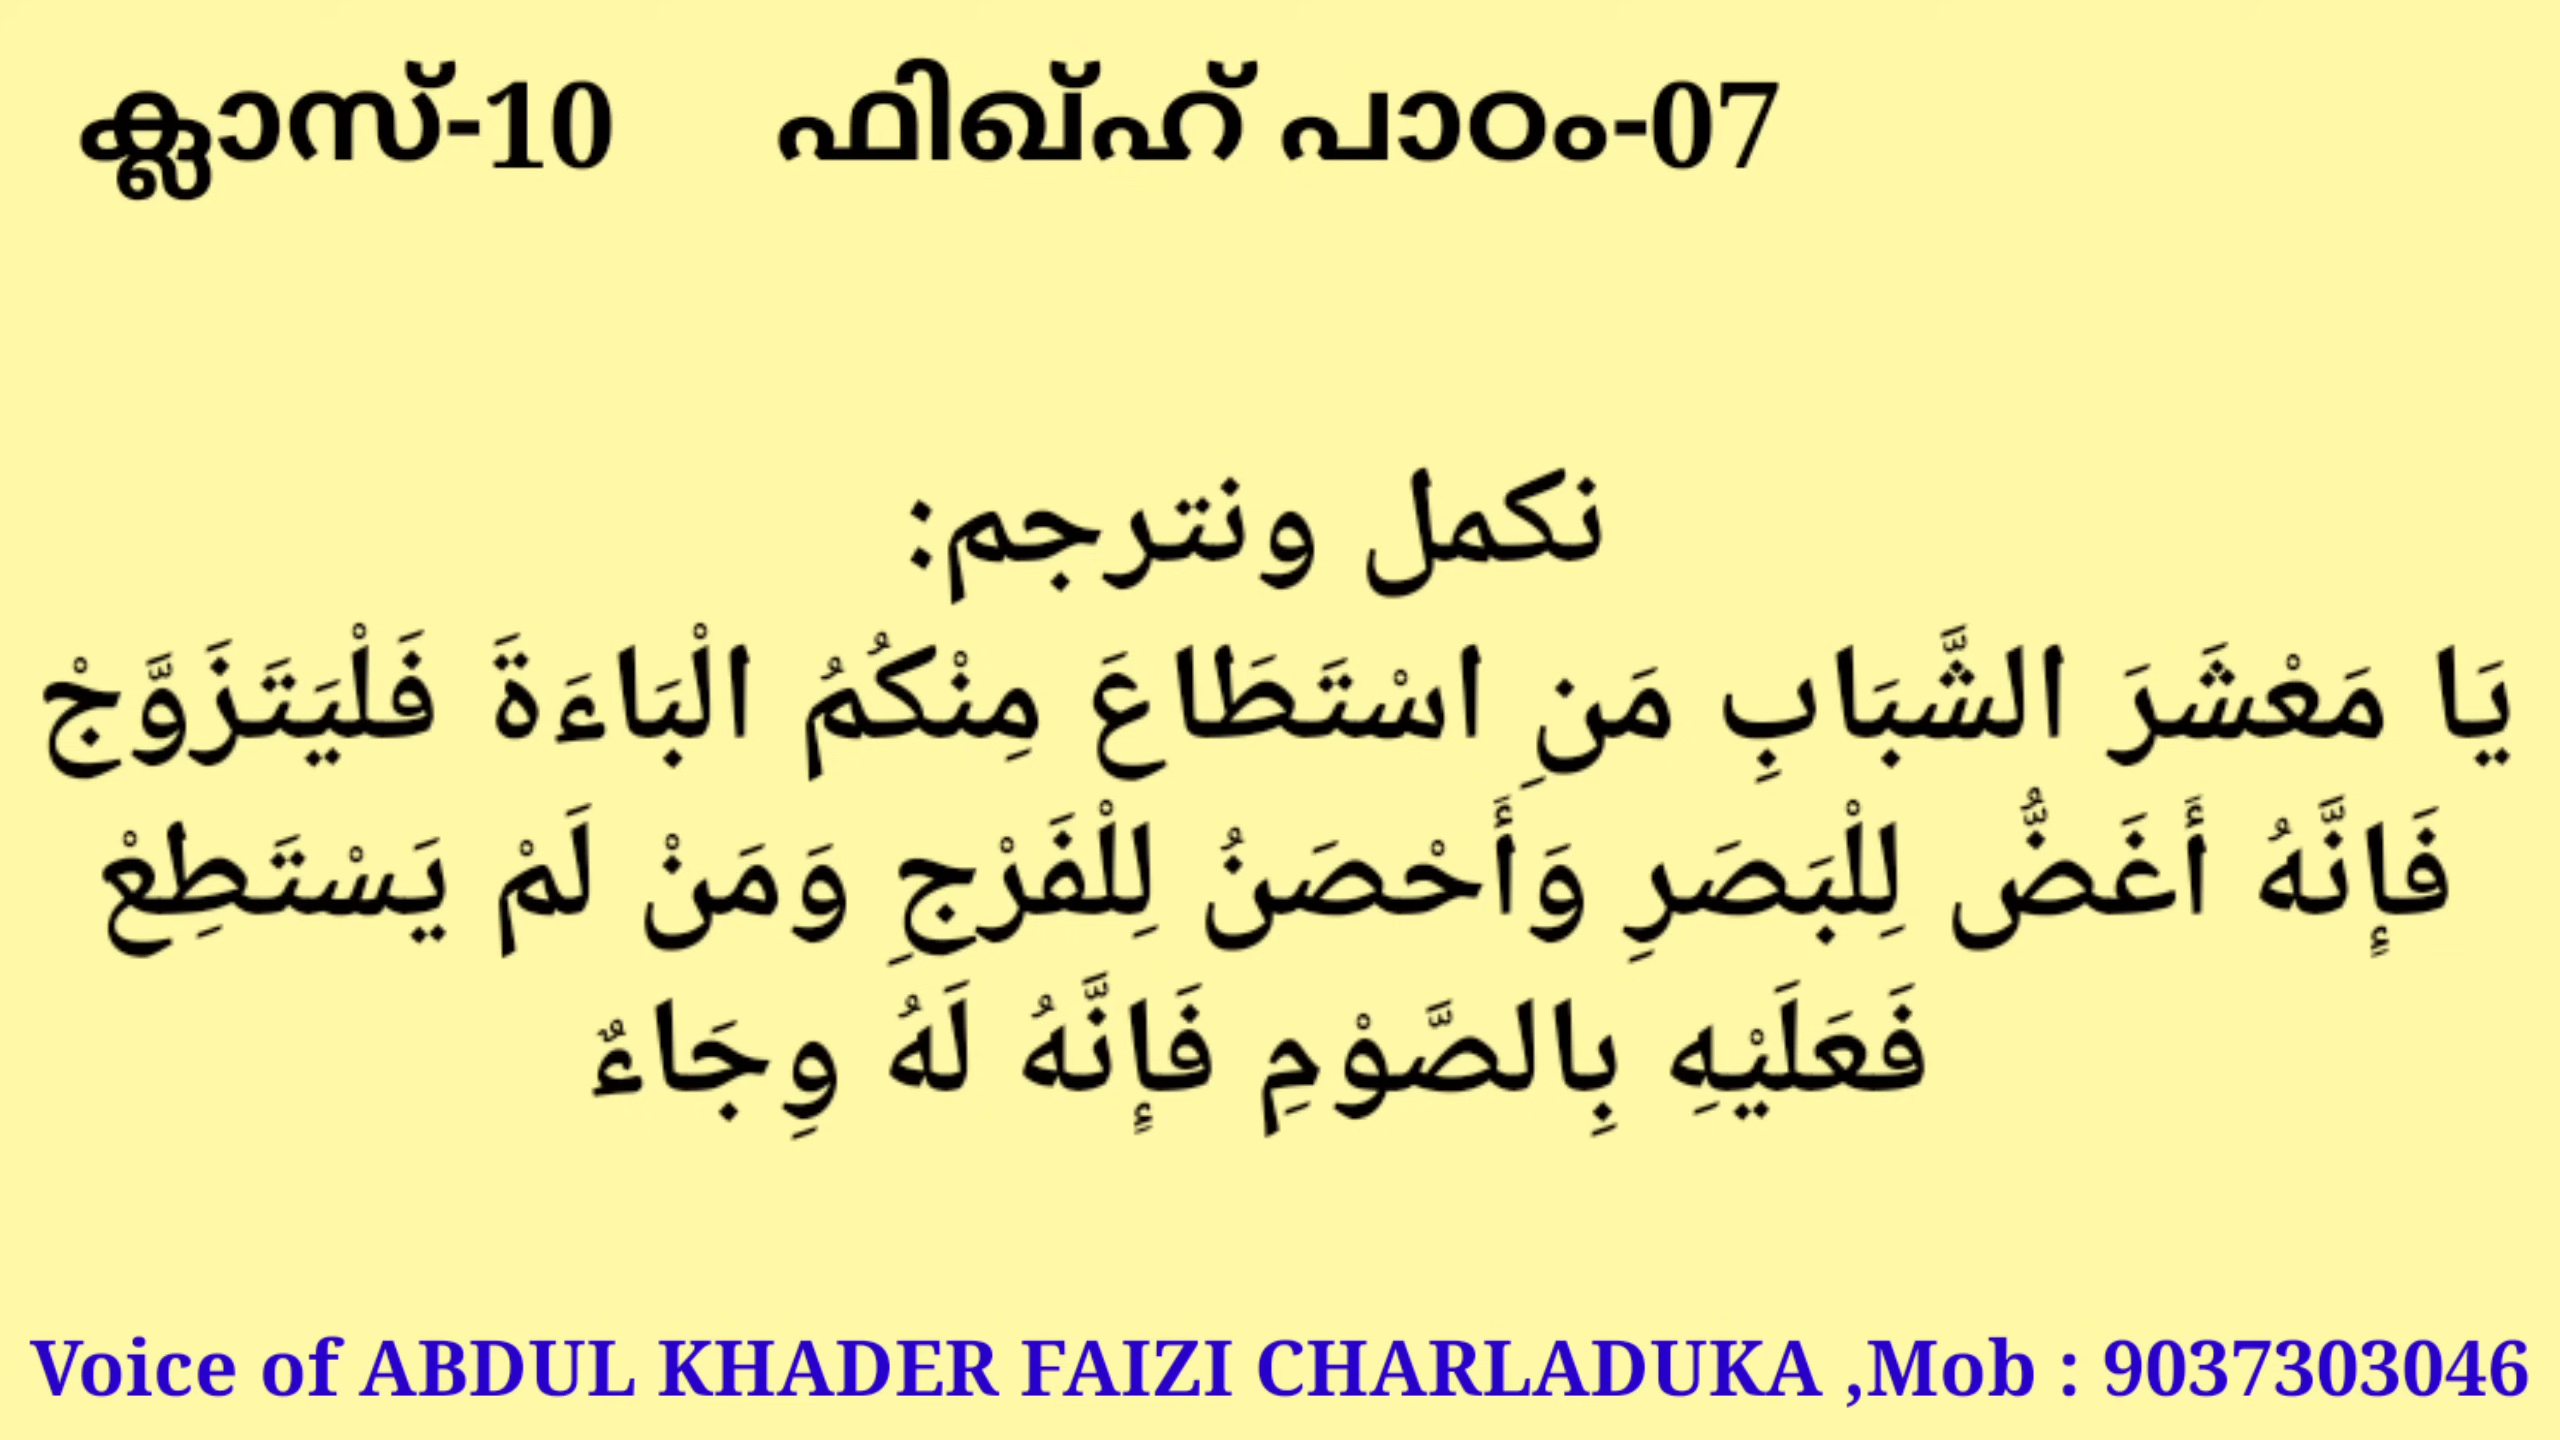 ക്ലാസ്-10 ഫിഖ്ഹ് പാഠം-07
نكمل ونترجم:
يَا مَعْشَرَ الشَّبَابِ مَنِ اسْتَطَاعَ مِنْكُمُ الْبَاءَةَ فَلْيَتَزَوَّجْ
فَإِنَّهُ أَغَضُّ لِلْبَصَرِ وَأَحْصَنُ لِلْفَرْجِ وَمَنْ لَمْ يَسْتَطِعْ
فَعَلَيْهِ بِالصَّوْمِ فَإِنَّهُ لَهُ وِجَاءٌ
Voice of ABDUL KHADER FAIZI CHARLADUKA ,Mob : 9037303046